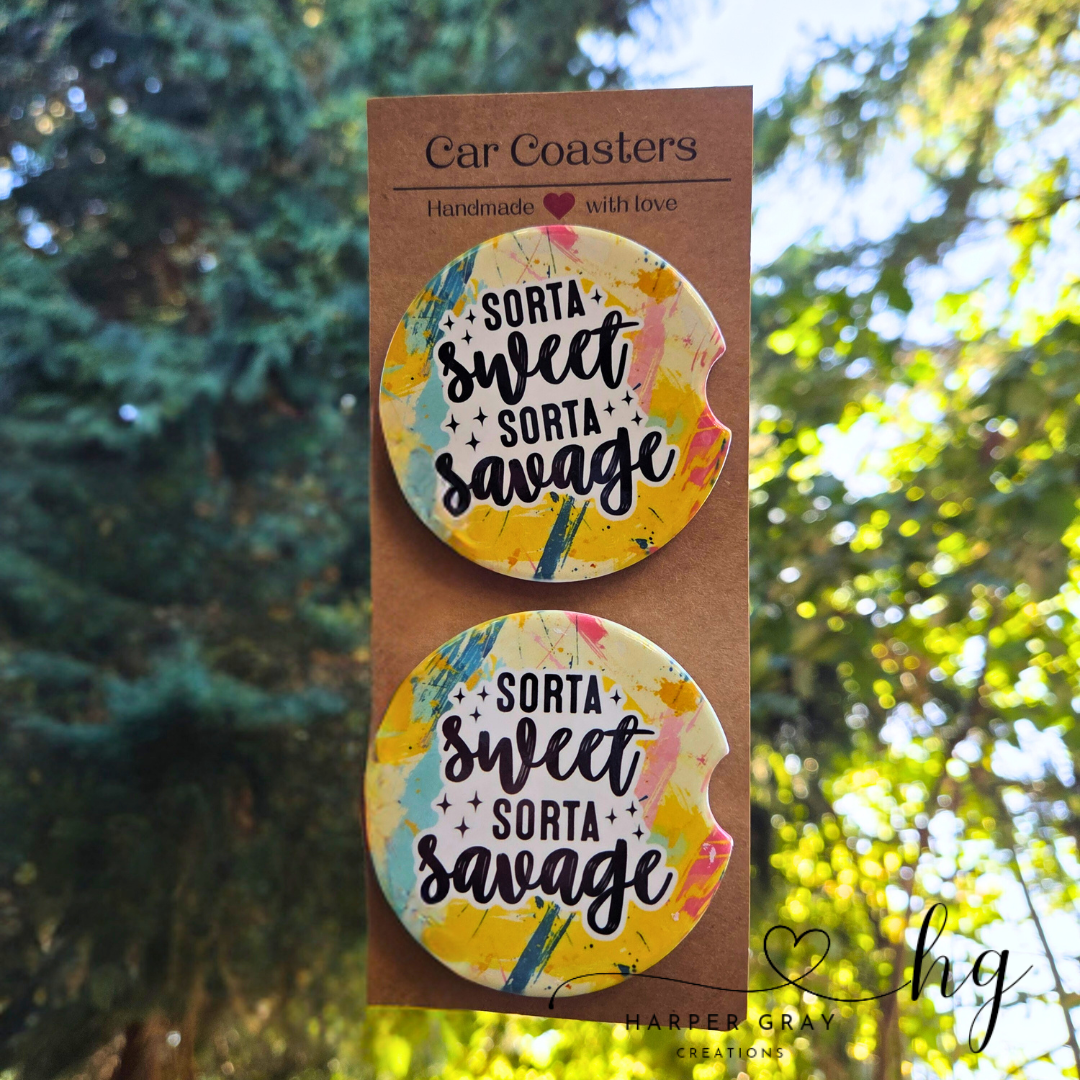 Car Coasters
Handmade ❤ with love
SORTA
sweet
SORTA
savage
SORTA
sweet
SORTA
savage
hg
HARPER GRAY
CREATIONS